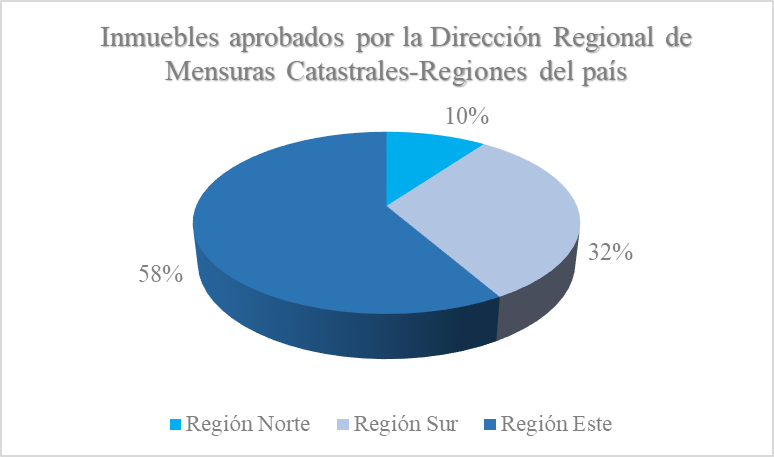 Inmuebles aprobados por la Dirección Regional de
Mensuras Catastrales-Regiones del país
10%
32%
58%
Región Norte
Región Sur
Región Este